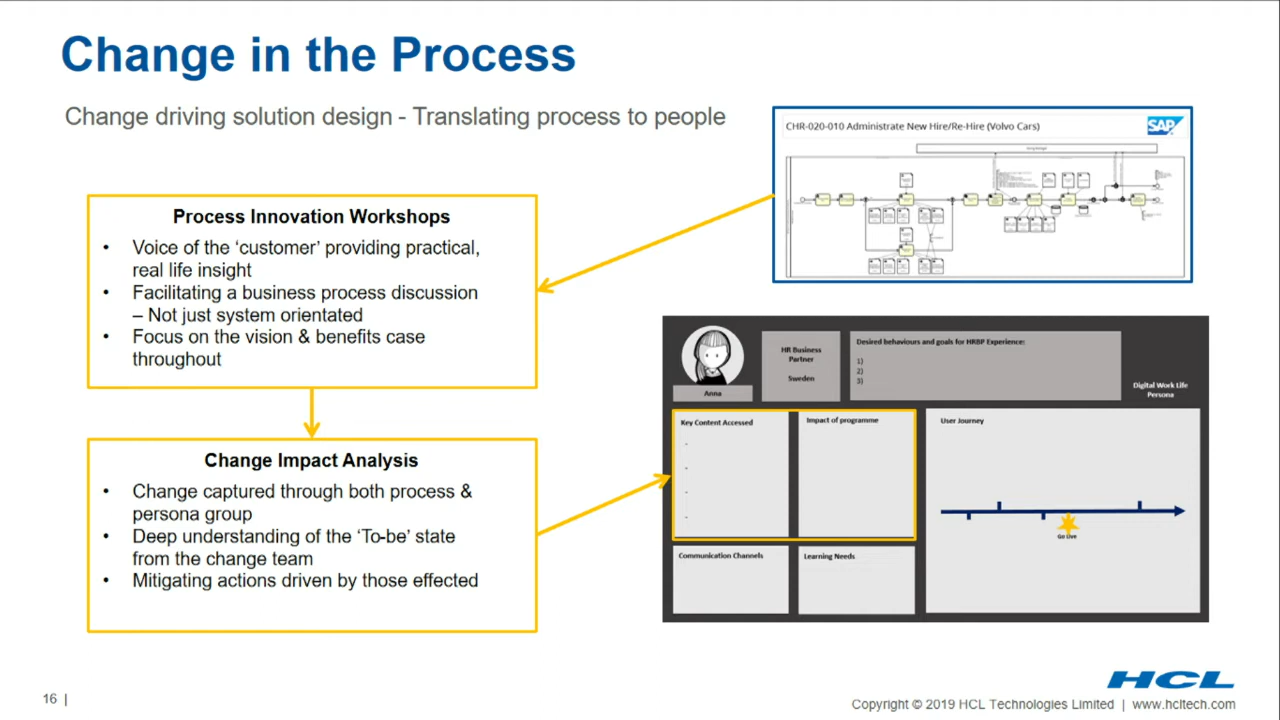 Change in the Process
Change driving solution design - Translating process to people
CHR-020-010 Administrate New Hire/Re-Hire (Volvo Cars)
SAP
Process Innovation Workshops
• Voice of the ‘customer’ providing practical,
real life insight
• Facilitating a business process discussion
– Not just system orientated
• Focus on the vision & benefits case
throughout
Change Impact Analysis
• Change captured through both process &
persona group
• Deep understanding of the ‘To-be’ state
from the change team
• Mitigating actions driven by those effected
Anna
HR Business
Partner
Sweden
Desired behaviours and goals for HRBP Experience:
1)
2)
3)
Digital Work Life
Persona
Key Content Accessed
Impact of programme
User Journey
Go Live
Communication Channels
Learning Needs
16 |
HCL
Copyright © 2019 HCL Technologies Limited | www.hcltech.com